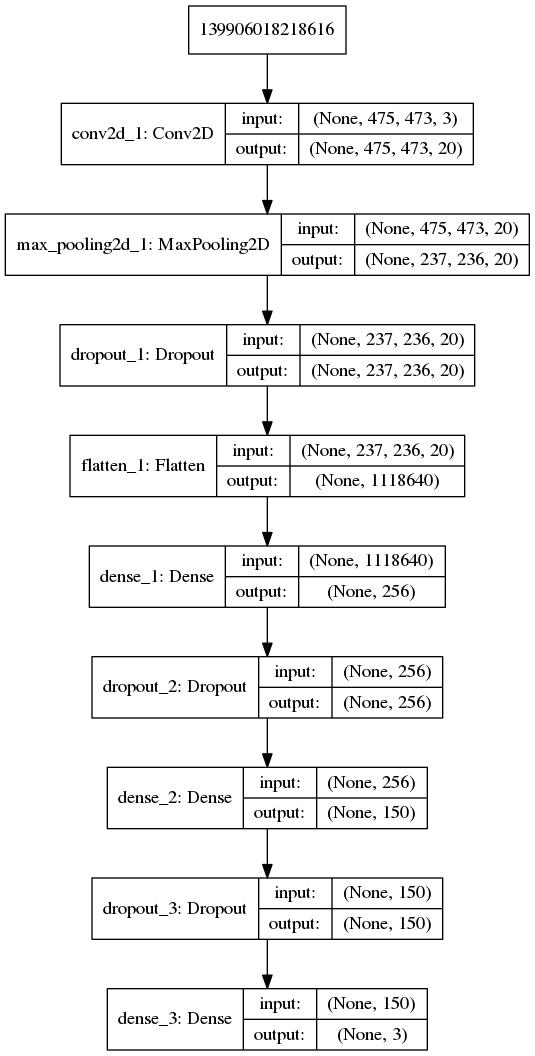 139906018218616
conv2d_1: Conv2D
input: (None, 475, 473, 3)
output: (None, 475, 473, 20)
max_pooling2d_1: MaxPooling2D
input: (None, 475, 473, 20)
output: (None, 237, 236, 20)
dropout_1: Dropout
input: (None, 237, 236, 20)
output: (None, 237, 236, 20)
flatten_1: Flatten
input: (None, 237, 236, 20)
output: (None, 1118640)
dense_1: Dense
input: (None, 1118640)
output: (None, 256)
dropout_2: Dropout
input: (None, 256)
output: (None, 256)
dense_2: Dense
input: (None, 256)
output: (None, 150)
dropout_3: Dropout
input: (None, 150)
output: (None, 150)
dense_3: Dense
input: (None, 150)
output: (None, 3)